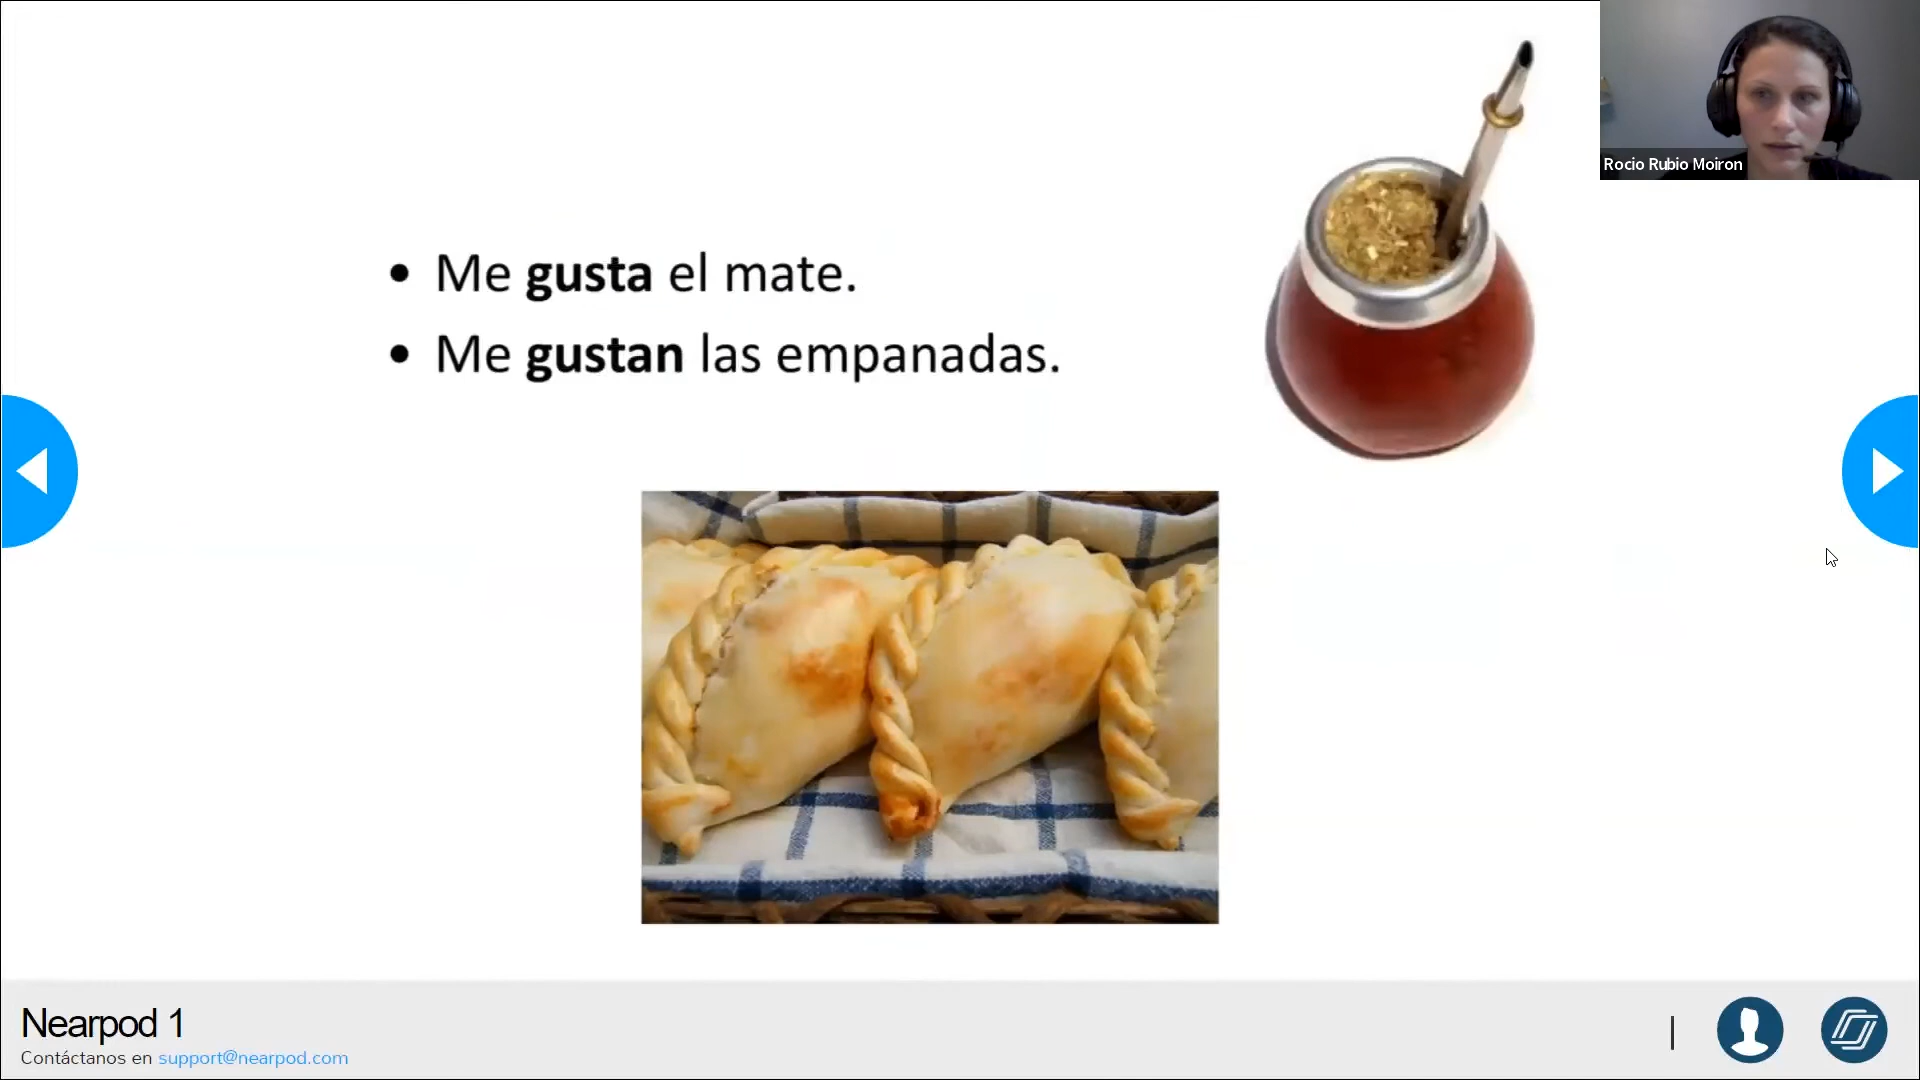 Rocio Rubio Moiron
• Me gusta el mate.
• Me gustan las empanadas.
Nearpod 1
Contáctanos en support@nearpod.com